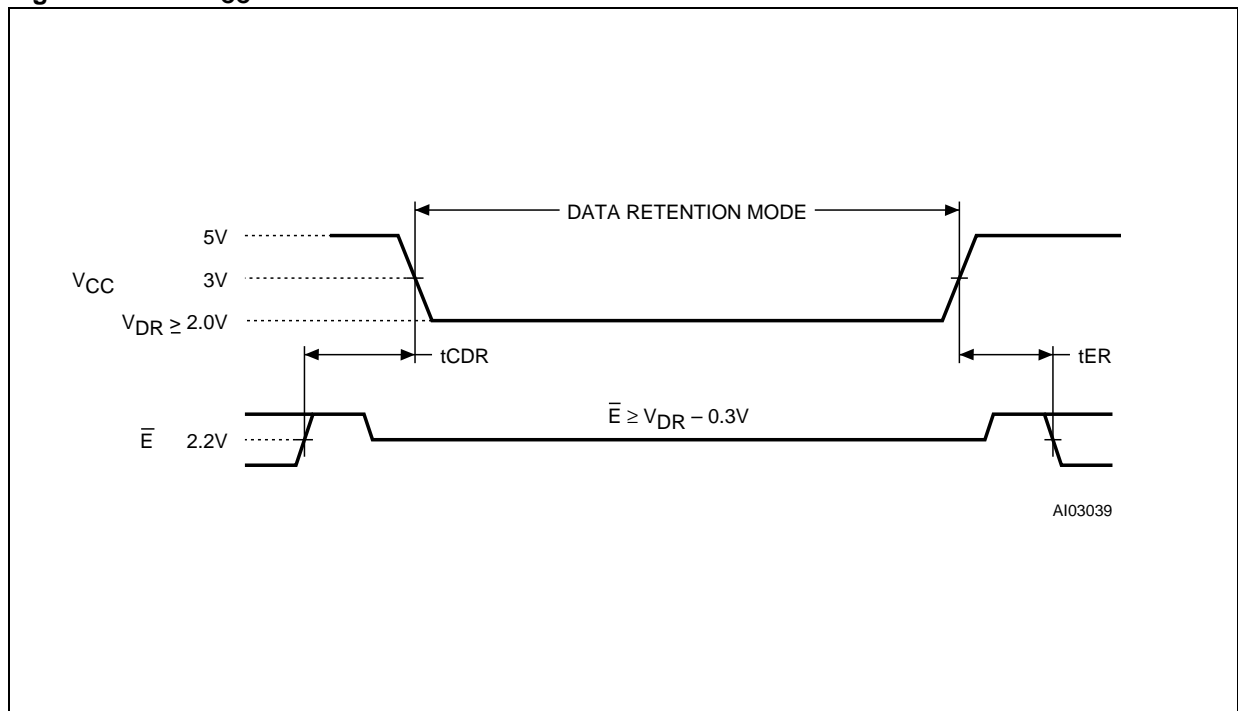 DATA RETENTION MODE
5V
VCC 3V
VDR ≥ 2.0V
tCDR
tER
E̅ ≥ VDR – 0.3V
E̅ 2.2V
AI03039